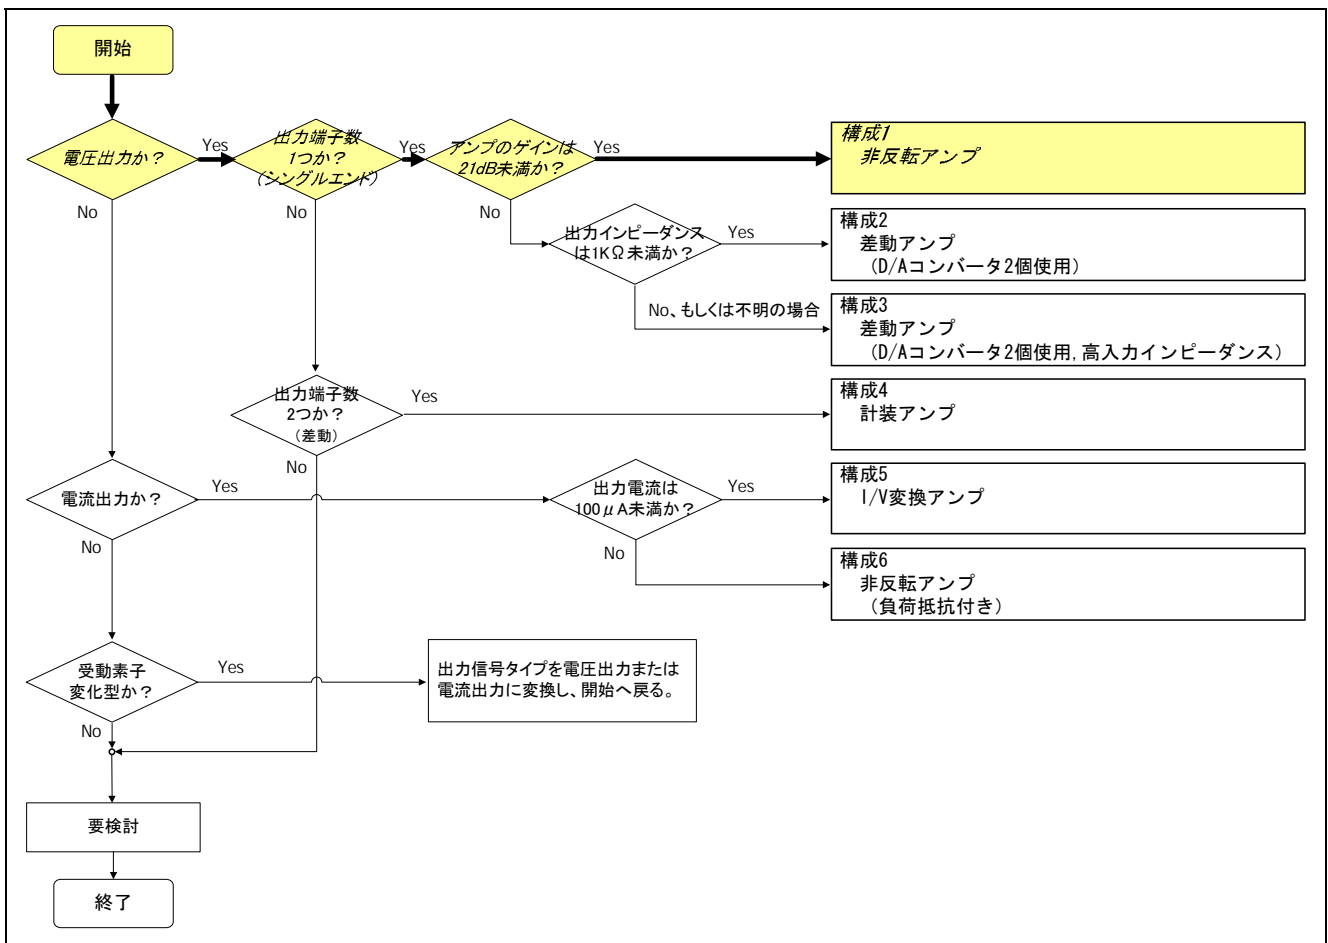 開始
電圧出力か?
Yes
出力端子数
1つか?
(シングルエンド)
Yes
アンプのゲインは
21dB未満か?
Yes
構成1
非反転アンプ
No
No
No
出力インピーダンス
は1KΩ未満か?
Yes
構成2
差動アンプ
(D/Aコンバータ2個使用)
No、もしくは不明の場合
構成3
差動アンプ
(D/Aコンバータ2個使用, 高入力インピーダンス)
出力端子数
2つか?
(差動)
Yes
構成4
計装アンプ
No
電流出力か?
Yes
出力電流は
100μA未満か?
Yes
構成5
I/V変換アンプ
No
No
構成6
非反転アンプ
(負荷抵抗付き)
受動素子
変化型か?
Yes
出力信号タイプを電圧出力または
電流出力に変換し、開始へ戻る。
No
要検討
終了